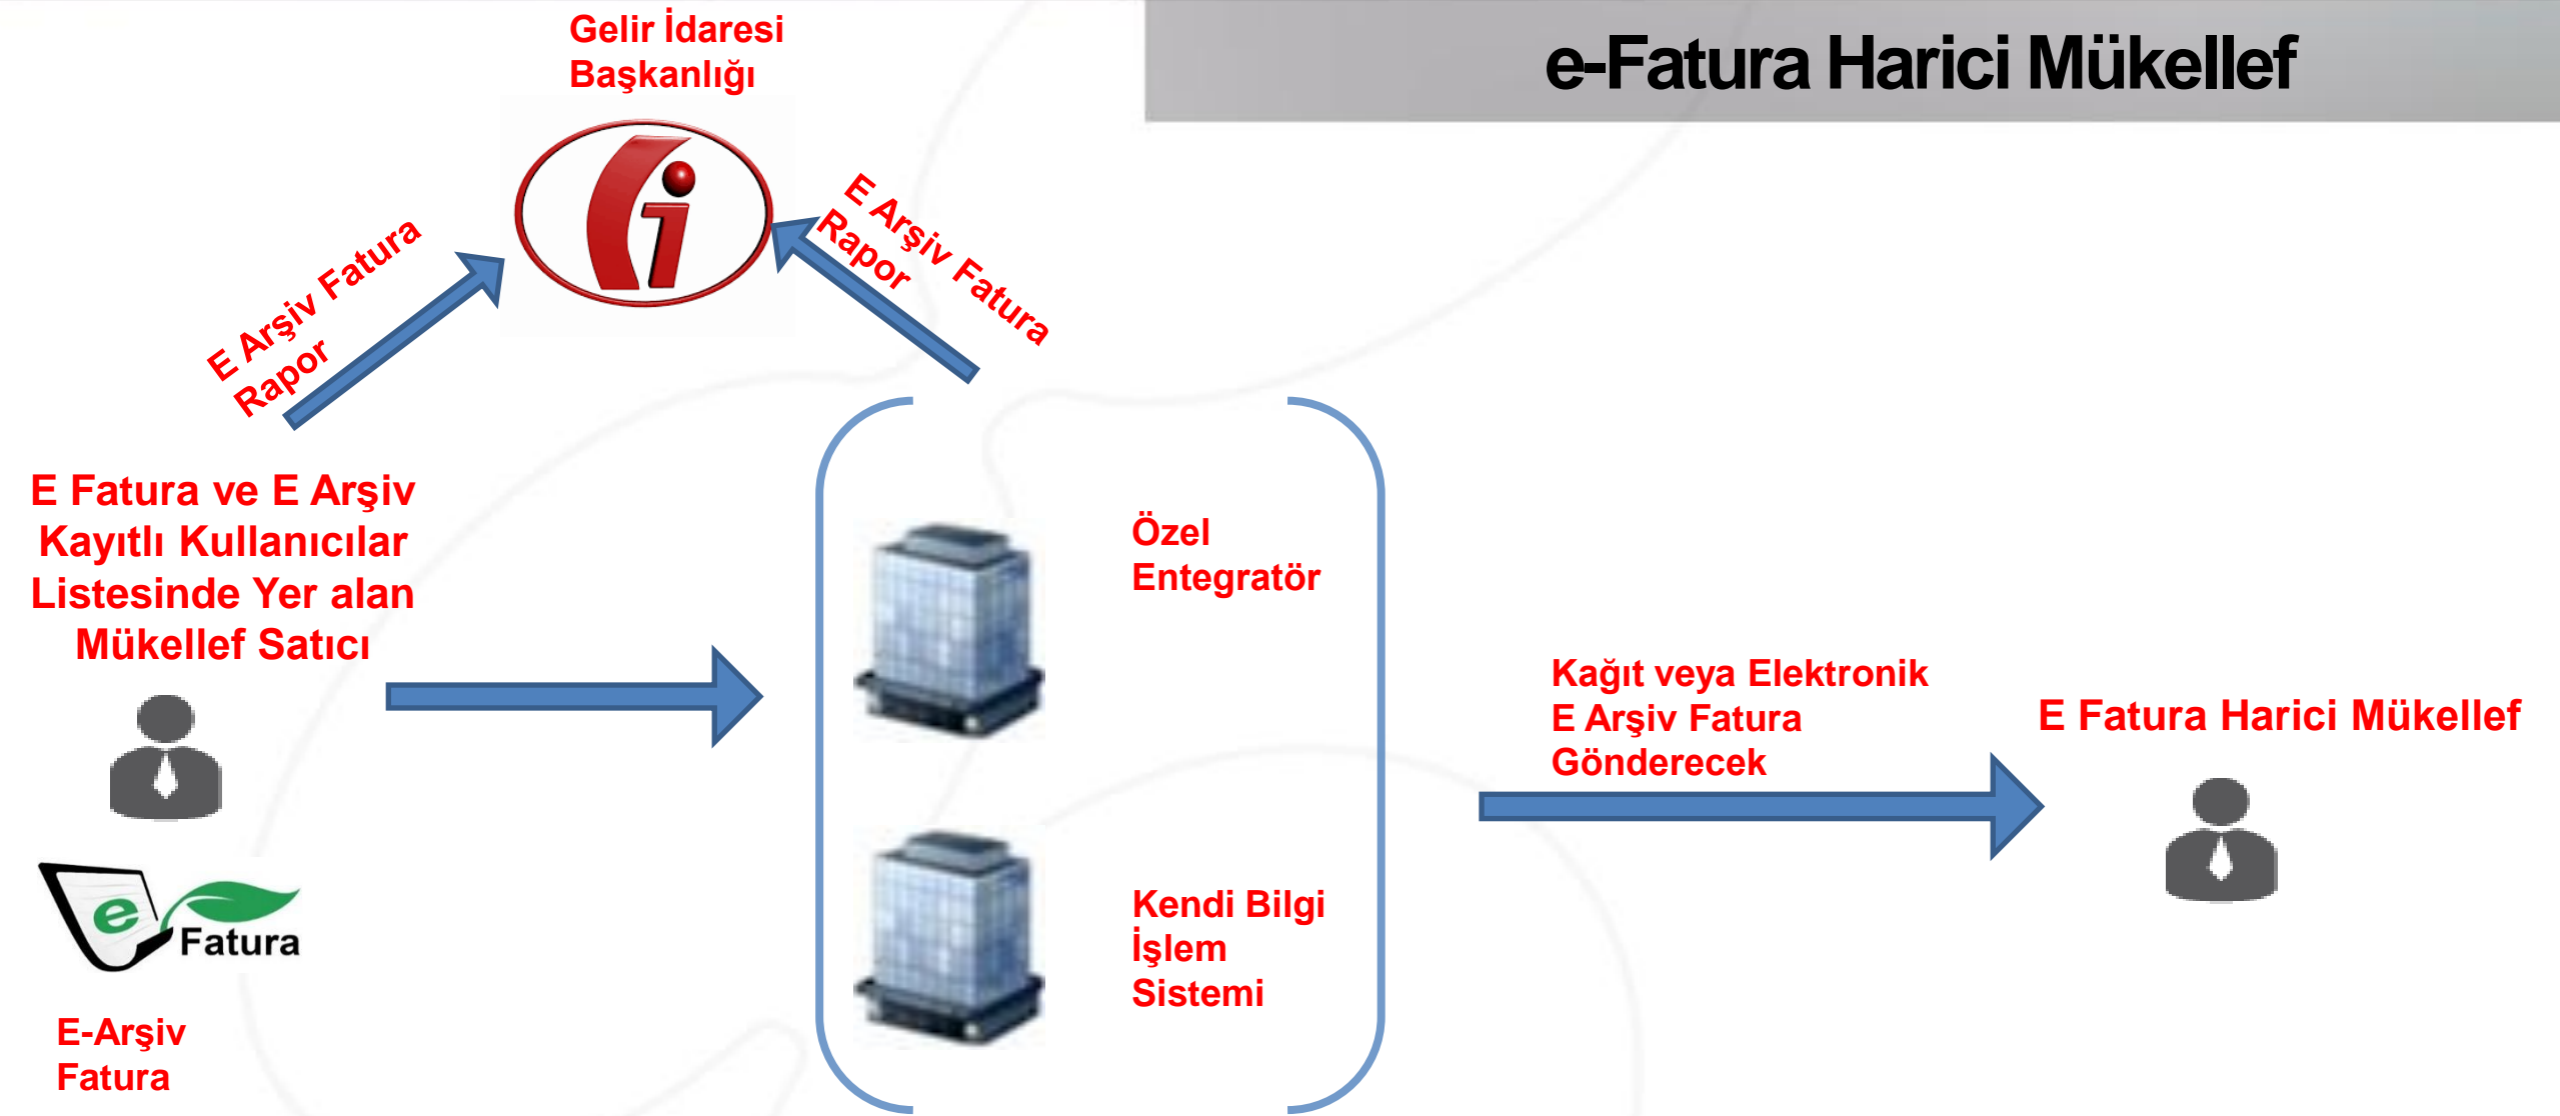 Gelir İdaresi
Başkanlığı
e-Fatura Harici Mükellef
E Arşiv Fatura
Rapor
E Arşiv Fatura
Rapor
E Fatura ve E Arşiv
Kayıtlı Kullanıcılar
Listesinde Yer alan
Mükellef Satıcı
e
Fatura
E-Arşiv
Fatura
Özel
Entegratör
Kendi Bilgi
İşlem
Sistemi
Kağıt veya Elektronik
E Arşiv Fatura
Gönderecek
E Fatura Harici Mükellef